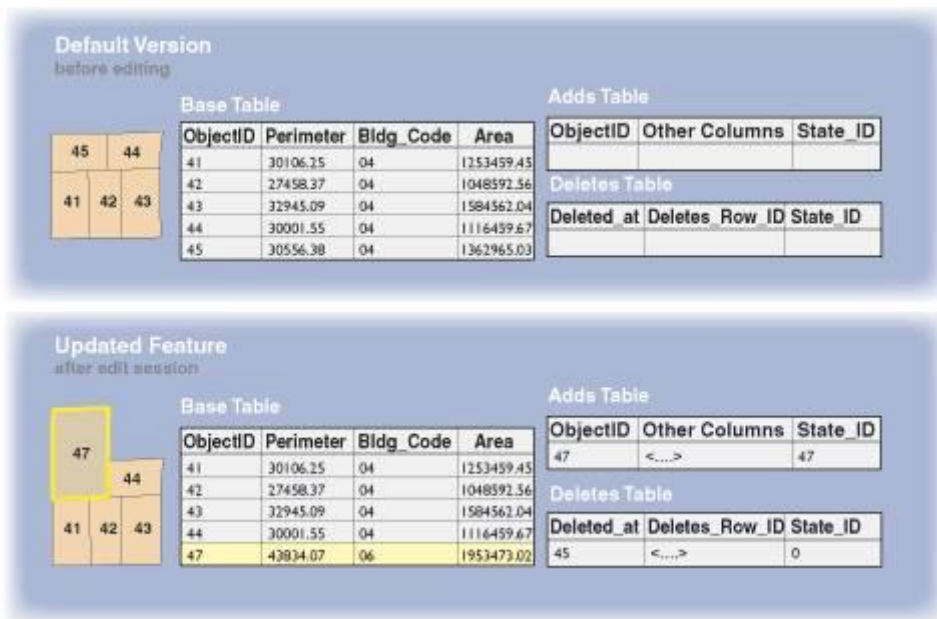 Default Version
before editing
Base Table
ObjectID Perimeter Bldg_Code Area
41 30106.25 04 1253459.45
42 27458.37 04 1048592.56
43 32945.09 04 1584562.04
44 30001.55 04 1116459.67
45 30556.38 04 1362965.03
45 44
41 42 43
Adds Table
ObjectID Other Columns State_ID
Deletes Table
Deleted_at Deletes_Row_ID State_ID
Updated Feature
after edit session
Base Table
ObjectID Perimeter Bldg_Code Area
41 30106.25 04 1253459.45
42 27458.37 04 1048592.56
43 32945.09 04 1584562.04
44 30001.55 04 1116459.67
47 43834.07 06 1953473.02
47
44
41 42 43
Adds Table
ObjectID Other Columns State_ID
47 <....> 47
Deletes Table
Deleted_at Deletes_Row_ID State_ID
45 <....> 0